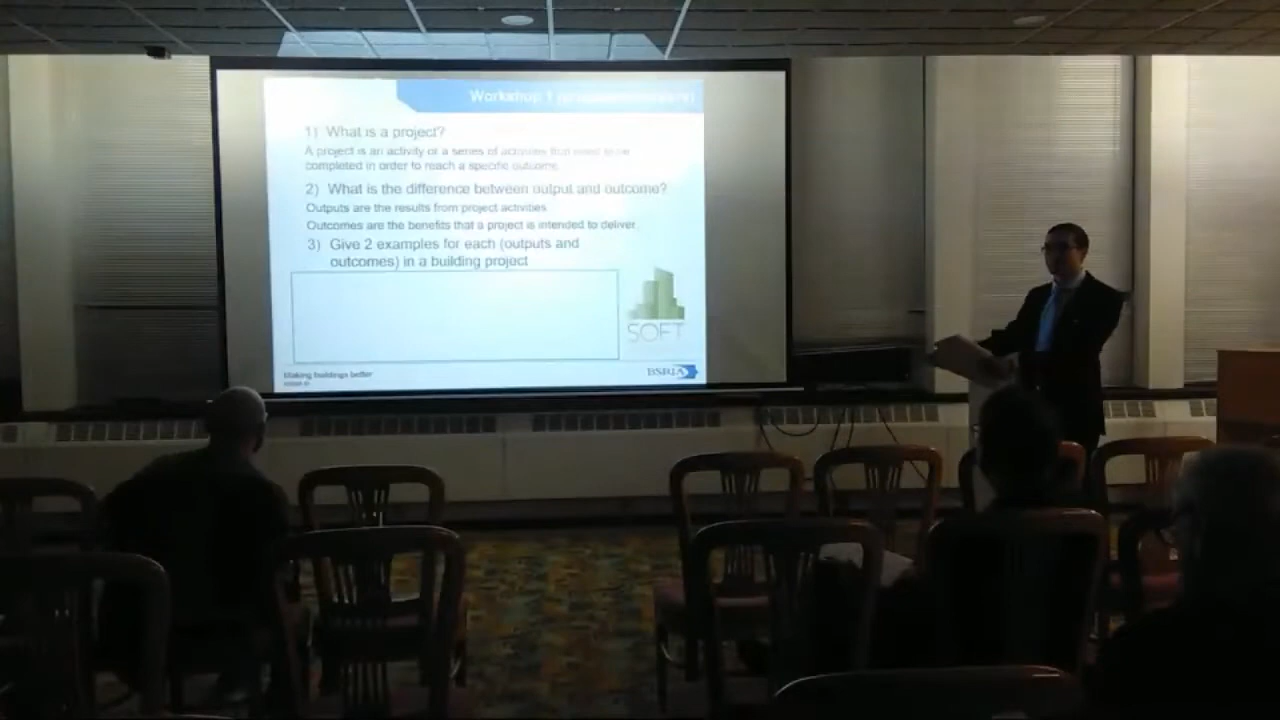 Workshop 1
1) What is a project?
A project is an activity or a series of activities that need to be
completed in order to reach a specific outcome
2) What is the difference between output and outcome?
Outputs are the results from project activities
Outcomes are the benefits that a project is intended to deliver
3) Give 2 examples for each (outputs and
outcomes) in a building project
SOFT
Making buildings better
BSRIA